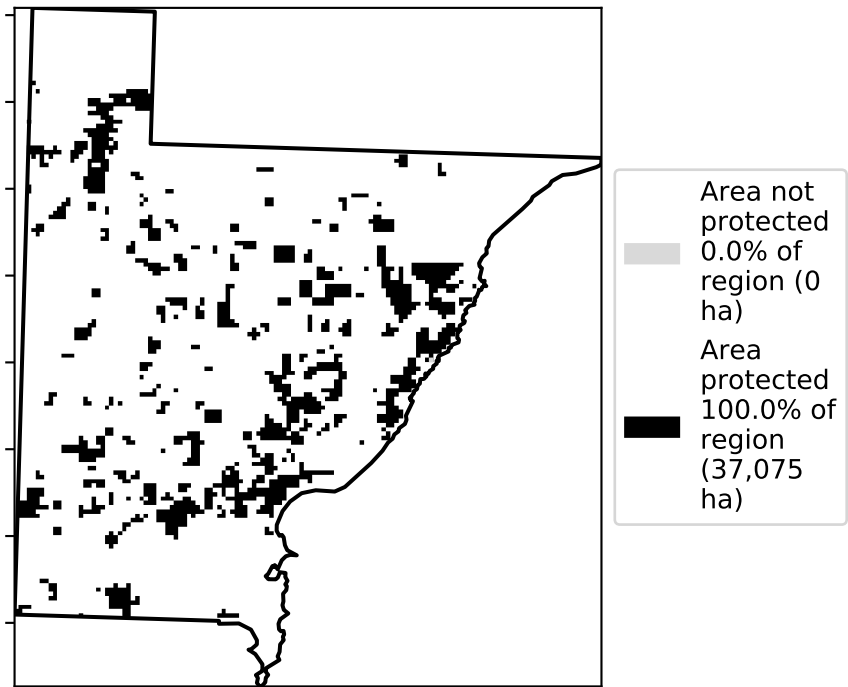 Area not
protected
0.0% of
region (0
ha)
Area
protected
100.0% of
region
(37,075
ha)